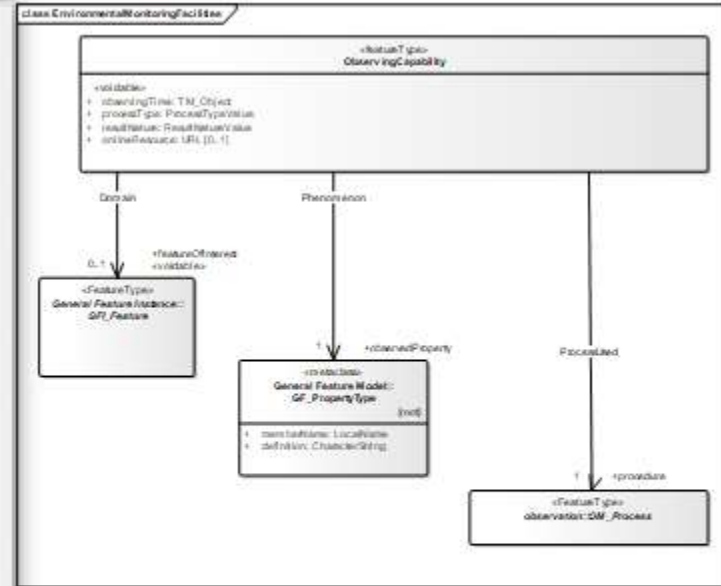 class EnvironmentalMonitoringFacilities
«featureType»
ObservingCapability
«voidable»
+ observingTime: TM_Object
+ processType: ProcessTypeValue
+ resultNature: ResultNatureValue
+ onlineResource: URL [0..1]
Domain
Phenomenon
ProcessUsed
0..1
+featureOfInterest
«voidable»
«FeatureType»
General Feature Instance::
GFI_Feature
1
+observedProperty
«metaclass»
General Feature Model::
GF_PropertyType
{root}
+ memberName: LocalName
+ definition: CharacterString
1
+procedure
«FeatureType»
observation::OM_Process